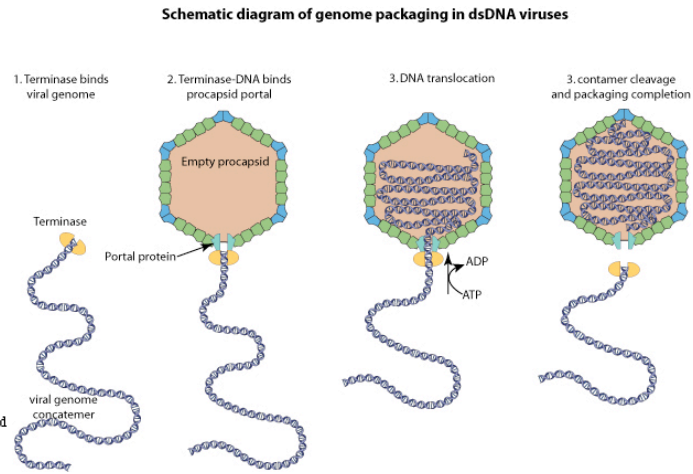 Schematic diagram of genome packaging in dsDNA viruses
1. Terminase binds
viral genome
2. Terminase-DNA binds
procapsid portal
3. DNA translocation
3. contamer cleavage
and packaging completion
Empty procapsid
Terminase
Portal protein
ADP
ATP
viral genome
concatemer
d